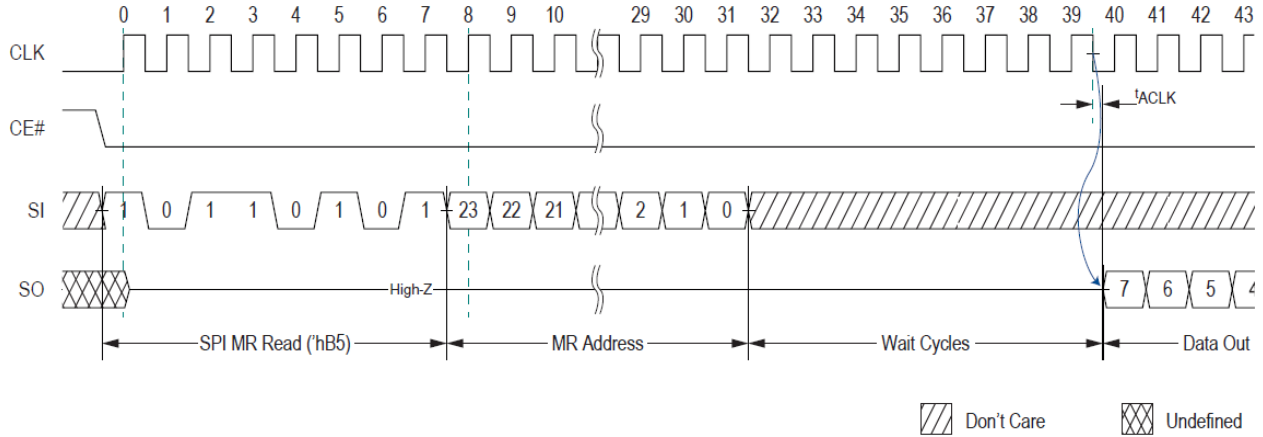 0 1 2 3 4 5 6 7 8 9 10 29 30 31 32 33 34 35 36 37 38 39 40 41 42 43
CLK
tACLK
CE#
SI 1 0 1 1 0 1 0 1 23 22 21 2 1 0
SO High-Z 7 6 5 4
SPI MR Read ('hB5) MR Address Wait Cycles Data Out
Don't Care Undefined